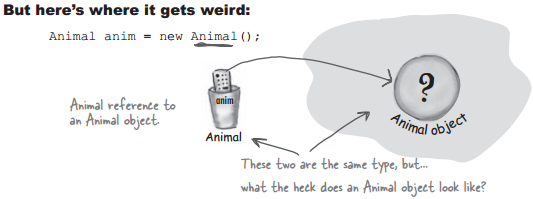 But here's where it gets weird:
Animal anim = new Animal();
anim
Animal
Animal reference to
an Animal object.
?
Animal object
These two are the same type, but...
what the heck does an Animal object look like?